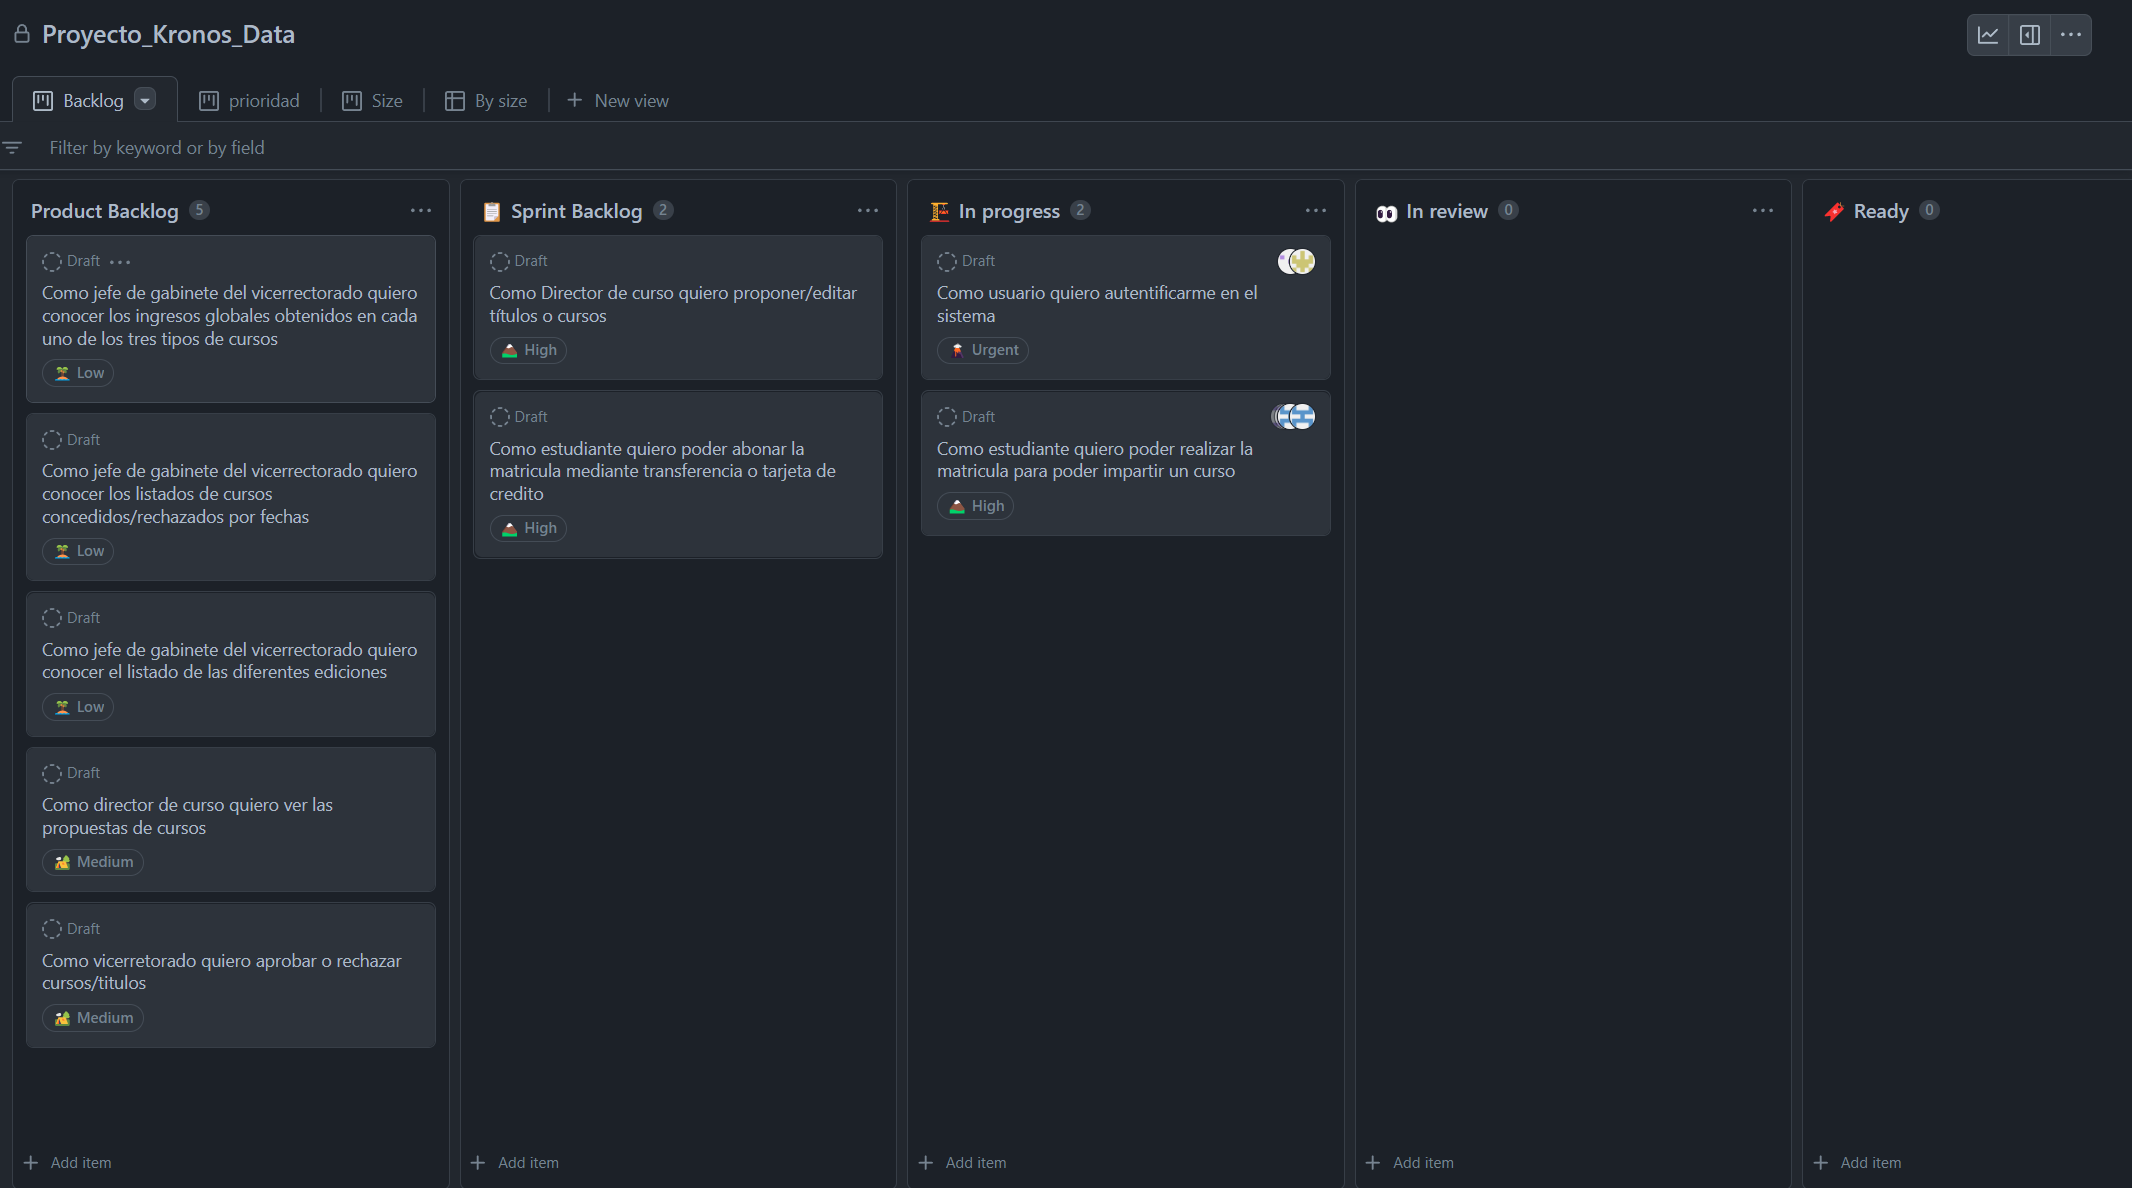 Proyecto_Kronos_Data
Backlog
prioridad
Size
By size
New view
Filter by keyword or by field
Product Backlog 5
Draft
Como jefe de gabinete del vicerrectorado quiero
conocer los ingresos globales obtenidos en cada
uno de los tres tipos de cursos
Low
Draft
Como jefe de gabinete del vicerrectorado quiero
conocer los listados de cursos
concedidos/rechazados por fechas
Low
Draft
Como jefe de gabinete del vicerrectorado quiero
conocer el listado de las diferentes ediciones
Low
Draft
Como director de curso quiero ver las
propuestas de cursos
Medium
Draft
Como vicerretorado quiero aprobar o rechazar
cursos/titulos
Medium
Add item
Sprint Backlog 2
Draft
Como Director de curso quiero proponer/editar
títulos o cursos
High
Draft
Como estudiante quiero poder abonar la
matricula mediante transferencia o tarjeta de
credito
High
Add item
In progress 2
Draft
Como usuario quiero autentificarme en el
sistema
Urgent
Draft
Como estudiante quiero poder realizar la
matricula para poder impartir un curso
High
Add item
In review 0
Add item
Ready 0
Add item